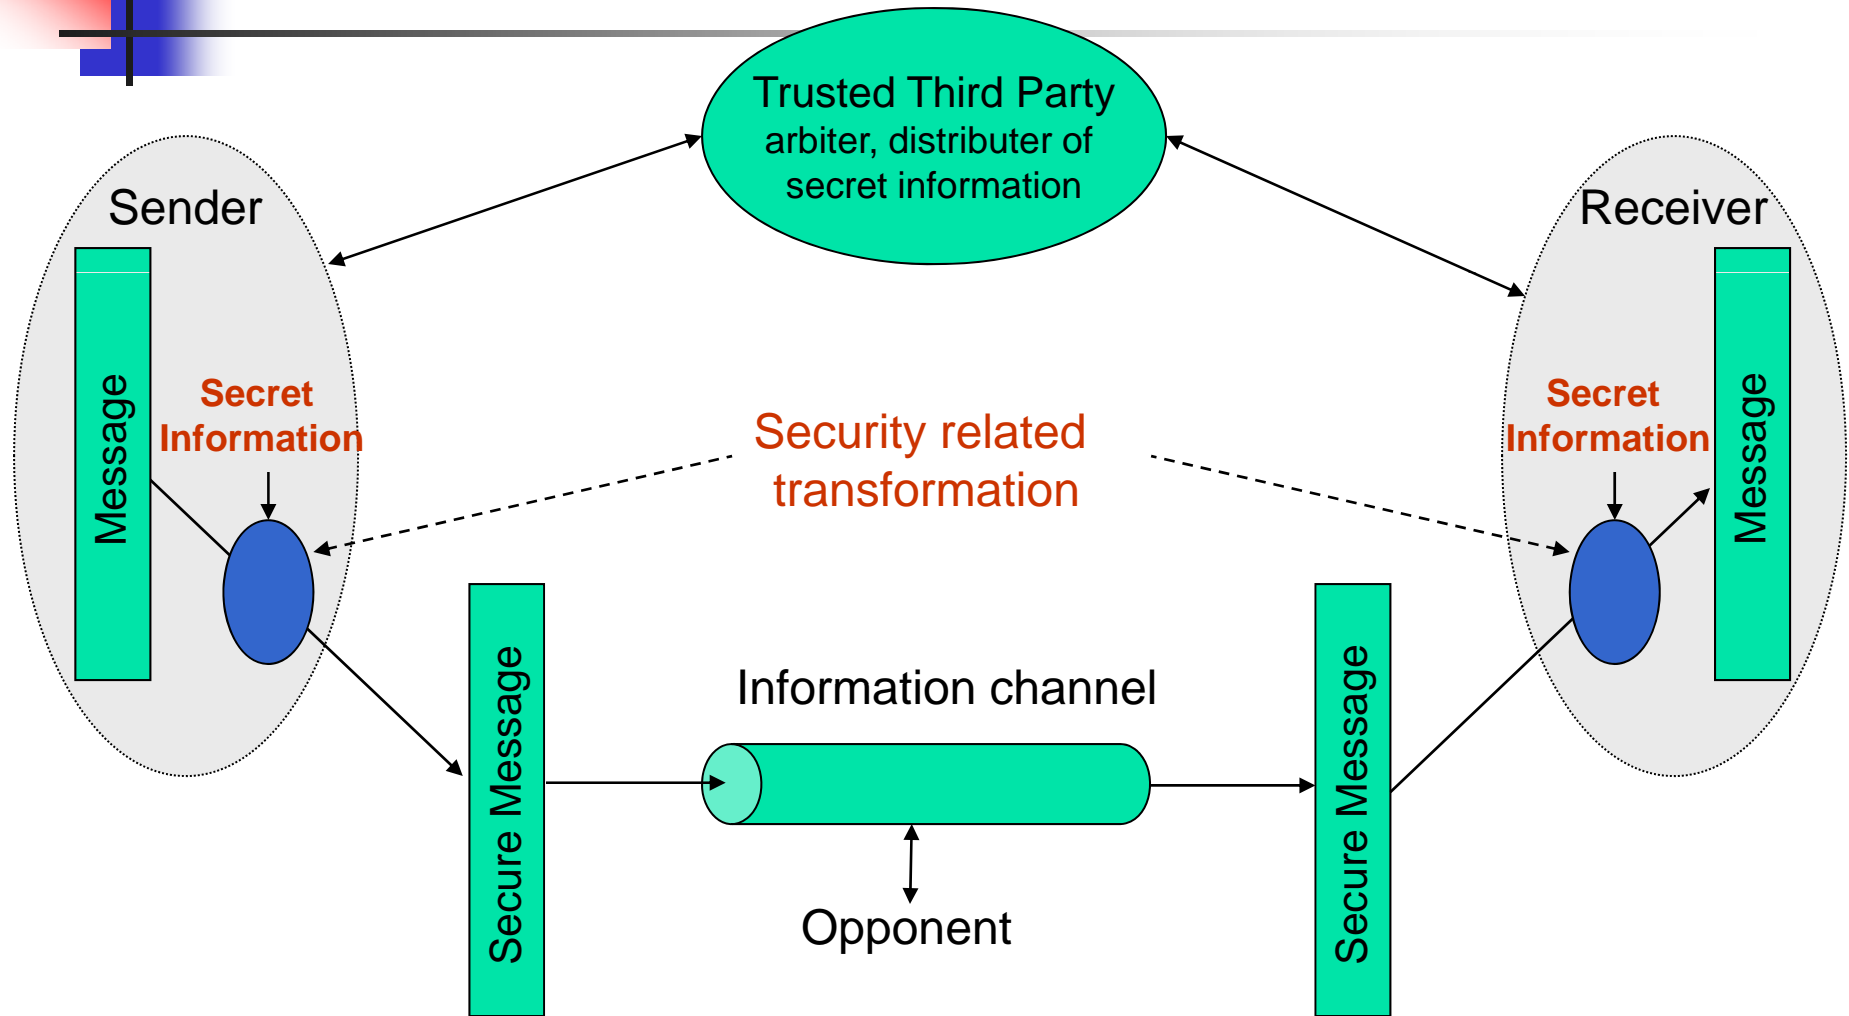 Trusted Third Party
arbiter, distributer of
secret information
Sender
Receiver
Message
Secret
Information
Security related
transformation
Secret
Information
Message
Secure Message
Information channel
Secure Message
Opponent